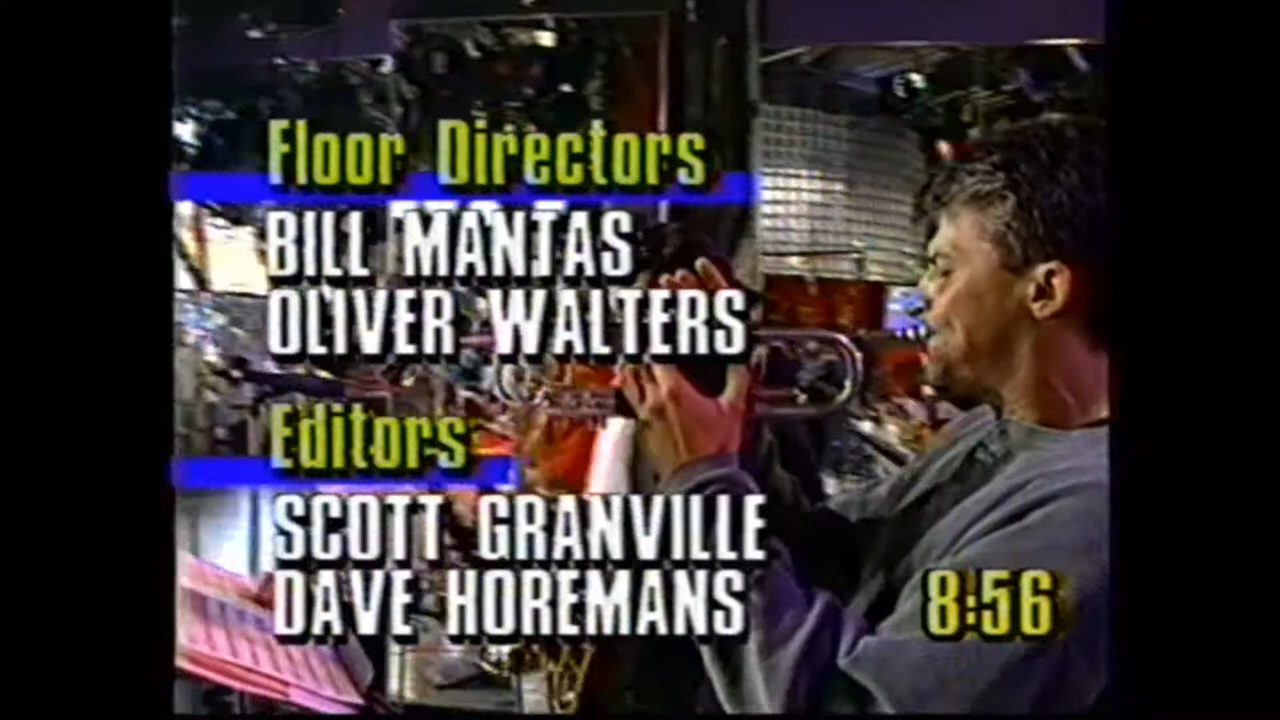 Floor Directors
BILL MANTAS
OLIVER WALTERS
Editors
SCOTT GRANVILLE
DAVE HOREMANS
8:56